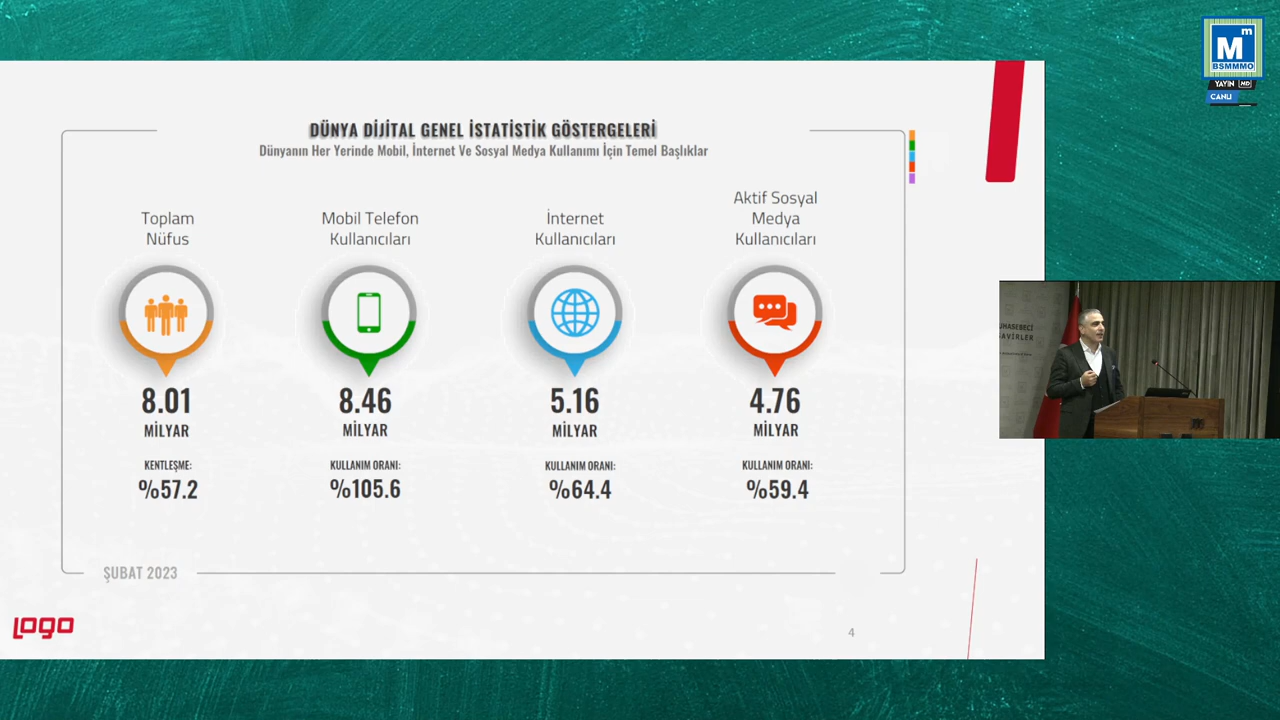 M m
BSMMMO
YAYIN HD
CANLI
DÜNYA DİJİTAL GENEL İSTATİSTİK GÖSTERGELERİ
Dünyanın Her Yerinde Mobil, İnternet Ve Sosyal Medya Kullanımı İçin Temel Başlıklar
Toplam
Nüfus
8.01
MİLYAR
KENTLEŞME:
%57.2
Mobil Telefon
Kullanıcıları
8.46
MİLYAR
KULLANIM ORANI:
%105.6
İnternet
Kullanıcıları
5.16
MİLYAR
KULLANIM ORANI:
%64.4
Aktif Sosyal
Medya
Kullanıcıları
4.76
MİLYAR
KULLANIM ORANI:
%59.4
ŞUBAT 2023
LOGO
4